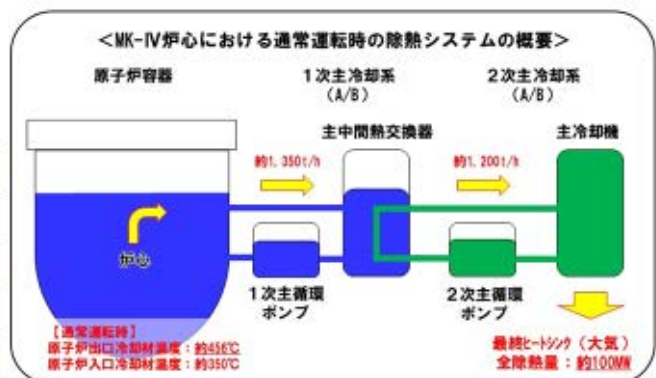 <MK-Ⅳ炉心における通常運転時の除熱システムの概要>
原子炉容器
1次主冷却系
(A/B)
2次主冷却系
(A/B)
主中間熱交換器
主冷却機
約1,350t/h
約1,200t/h
炉心
1次主循環
ポンプ
2次主循環
ポンプ
【通常運転時】
原子炉出口冷却材温度:約456℃
原子炉入口冷却材温度:約350℃
最終ヒートシンク(大気)
全除熱量:約100MW